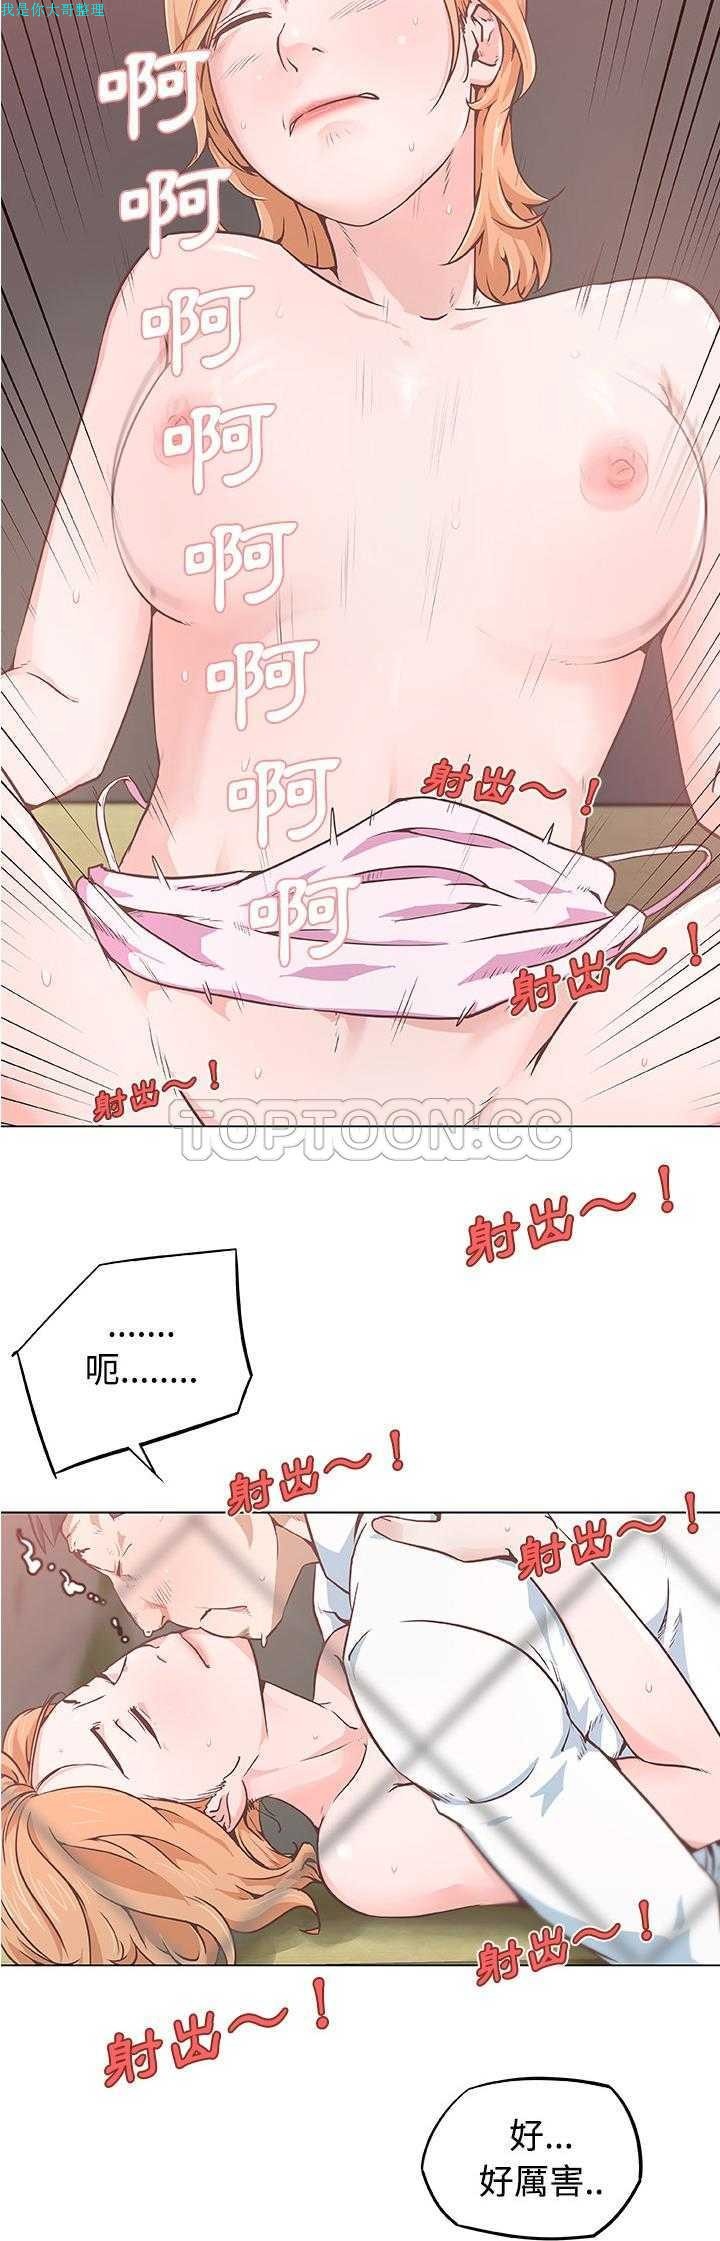 我是你大哥整理
啊
啊
啊
啊
啊
啊
啊
啊
射出～！
射出～！
射出～！
TOPTOON.CC
射出～！
.......
呃........
射出～！
射出～！
射出～！
射出～！
好...
好厲害..